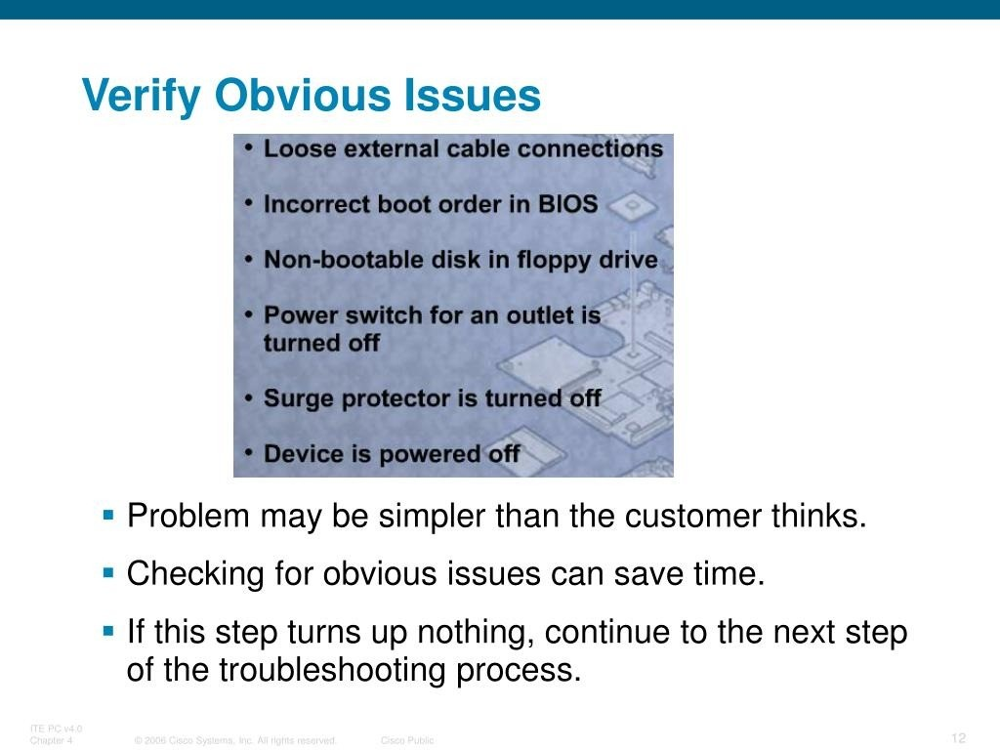 Verify Obvious Issues
• Loose external cable connections
• Incorrect boot order in BIOS
• Non-bootable disk in floppy drive
• Power switch for an outlet is
turned off
• Surge protector is turned off
• Device is powered off
▪ Problem may be simpler than the customer thinks.
▪ Checking for obvious issues can save time.
▪ If this step turns up nothing, continue to the next step
of the troubleshooting process.
ITE PC v4.0
Chapter 4
© 2006 Cisco Systems, Inc. All rights reserved.
Cisco Public
12